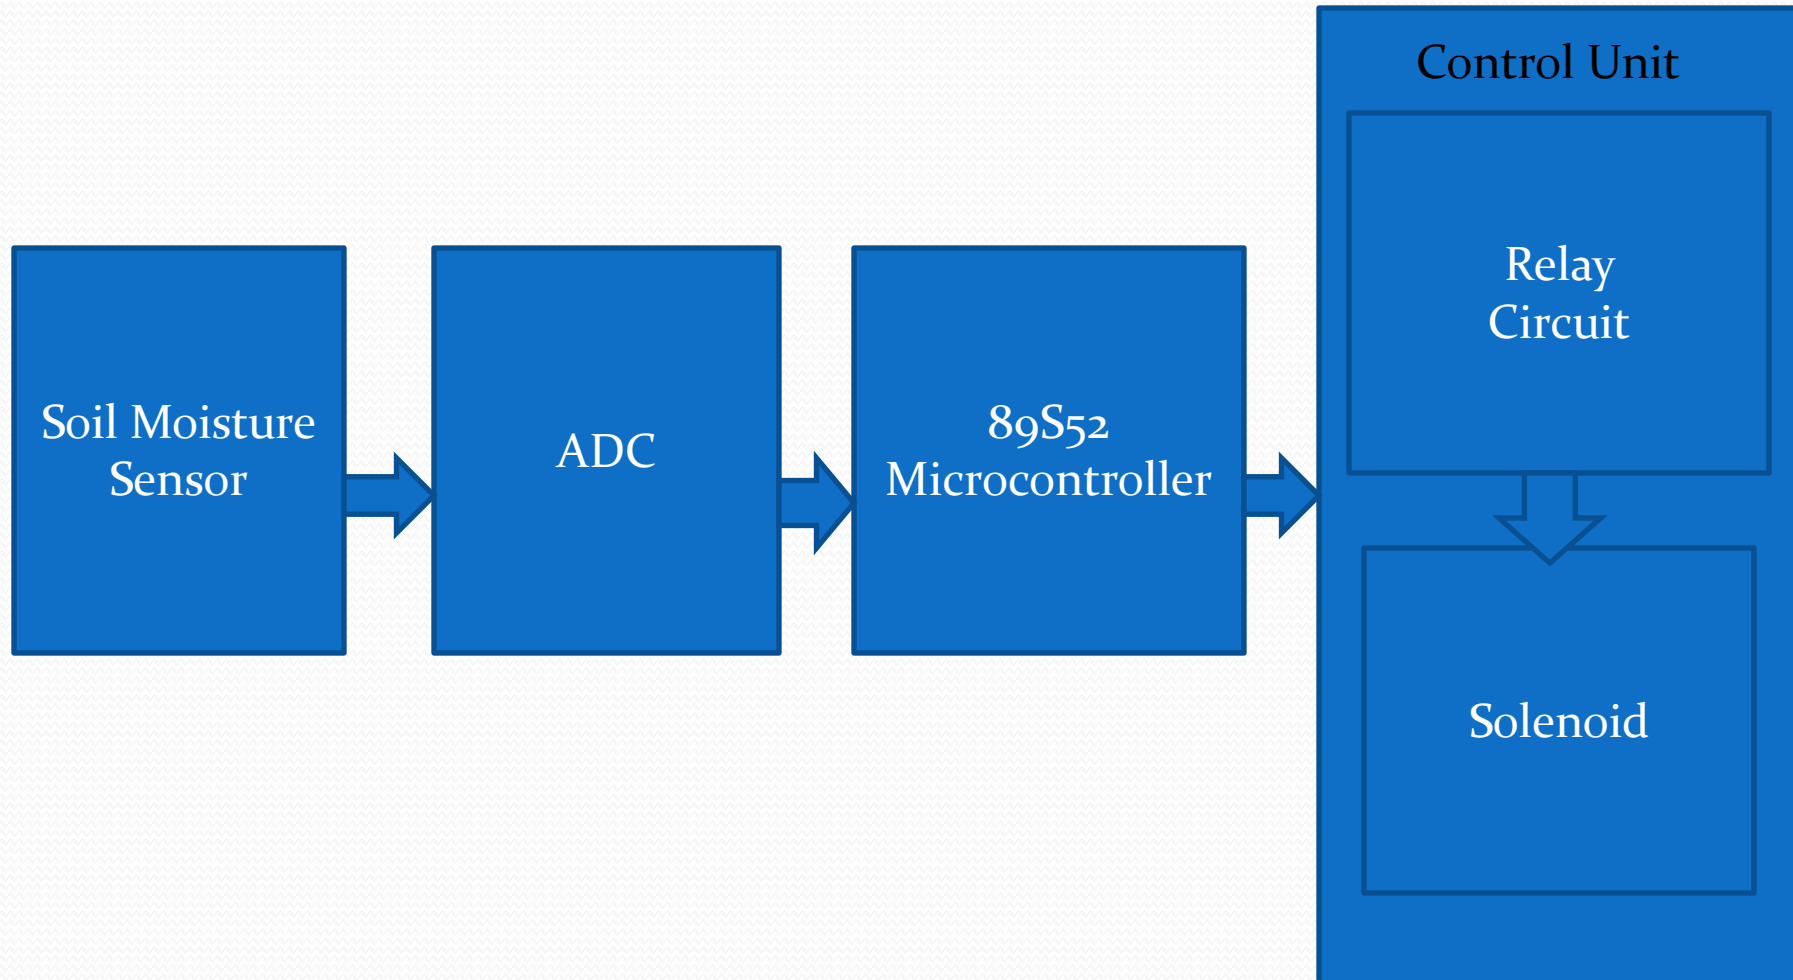 Control Unit
Relay
Circuit
Soil Moisture
Sensor
ADC
89S52
Microcontroller
Solenoid